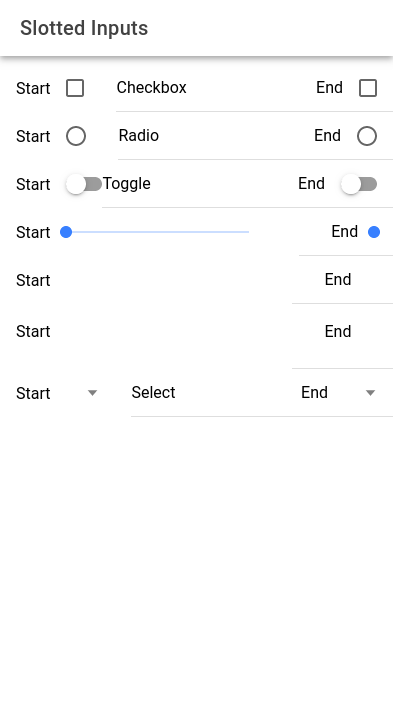 Slotted Inputs
Start Checkbox End
Start Radio End
Start Toggle End
Start End
Start End
Start End
Start Select End